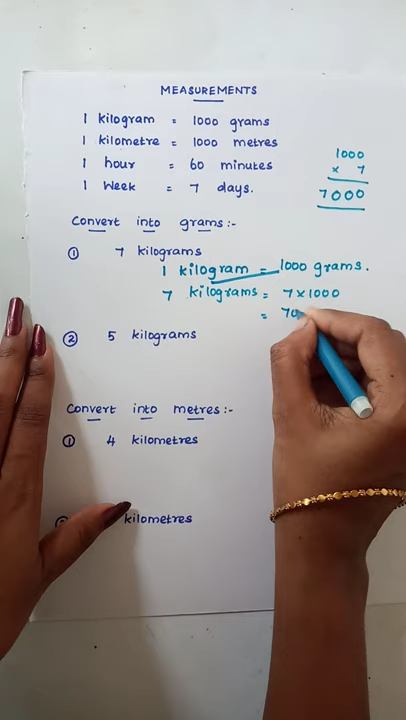 MEASUREMENTS
1 kilogram = 1000 grams
1 kilometre = 1000 metres
1 hour = 60 minutes
1 Week = 7 days.
1000
× 7
7000
Convert into grams:-
① 7 kilograms
1 kilogram = 1000 grams.
7 kilograms = 7×1000
= 70
② 5 kilograms
Convert into metres:-
① 4 kilometres
kilometres